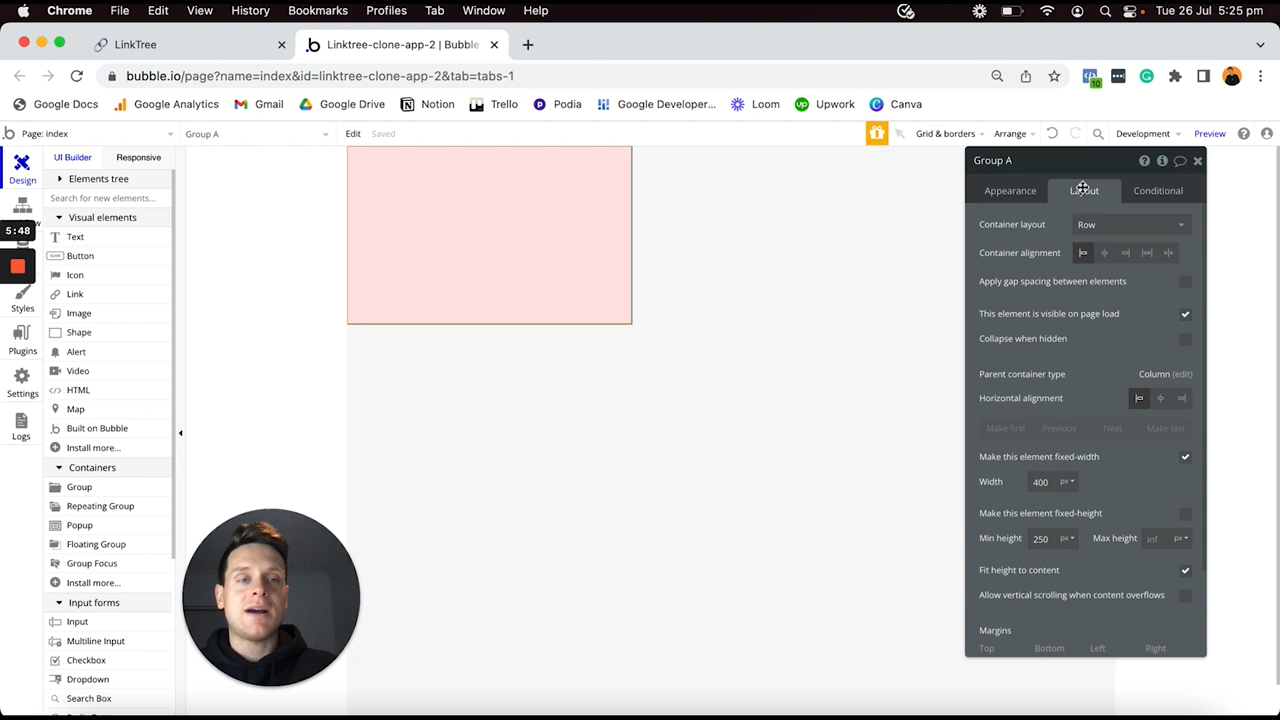 Chrome File Edit View History Bookmarks Profiles Tab Window Help Tue 26 Jul 5:25 pm
LinkTree Linktree-clone-app-2 | Bubble
bubble.io/page?name=index&id=linktree-clone-app-2&tab=tabs-1 10
Google Docs Google Analytics Gmail Google Drive Notion Trello Podia Google Developer... Loom Upwork Canva
Page: index Group A Edit Saved Grid & borders Arrange Development Preview
Design
5:48
Styles
Plugins
Settings
Logs
UI Builder Responsive
Elements tree
Search for new elements...
Visual elements
Text
CLICK Button
Icon
Link
Image
Shape
Alert
Video
</> HTML
Map
Built on Bubble
Install more...
Containers
Group
Repeating Group
Popup
Floating Group
Group Focus
Install more...
Input forms
Input
Multiline Input
Checkbox
Dropdown
Search Box
Group A
Appearance Layout Conditional
Container layout Row
Container alignment
Apply gap spacing between elements
This element is visible on page load
Collapse when hidden
Parent container type Column (edit)
Horizontal alignment
Make first Previous Next Make last
Make this element fixed-width
Width 400 px
Make this element fixed-height
Min height 250 px Max height inf px
Fit height to content
Allow vertical scrolling when content overflows
Margins
Top Bottom Left Right